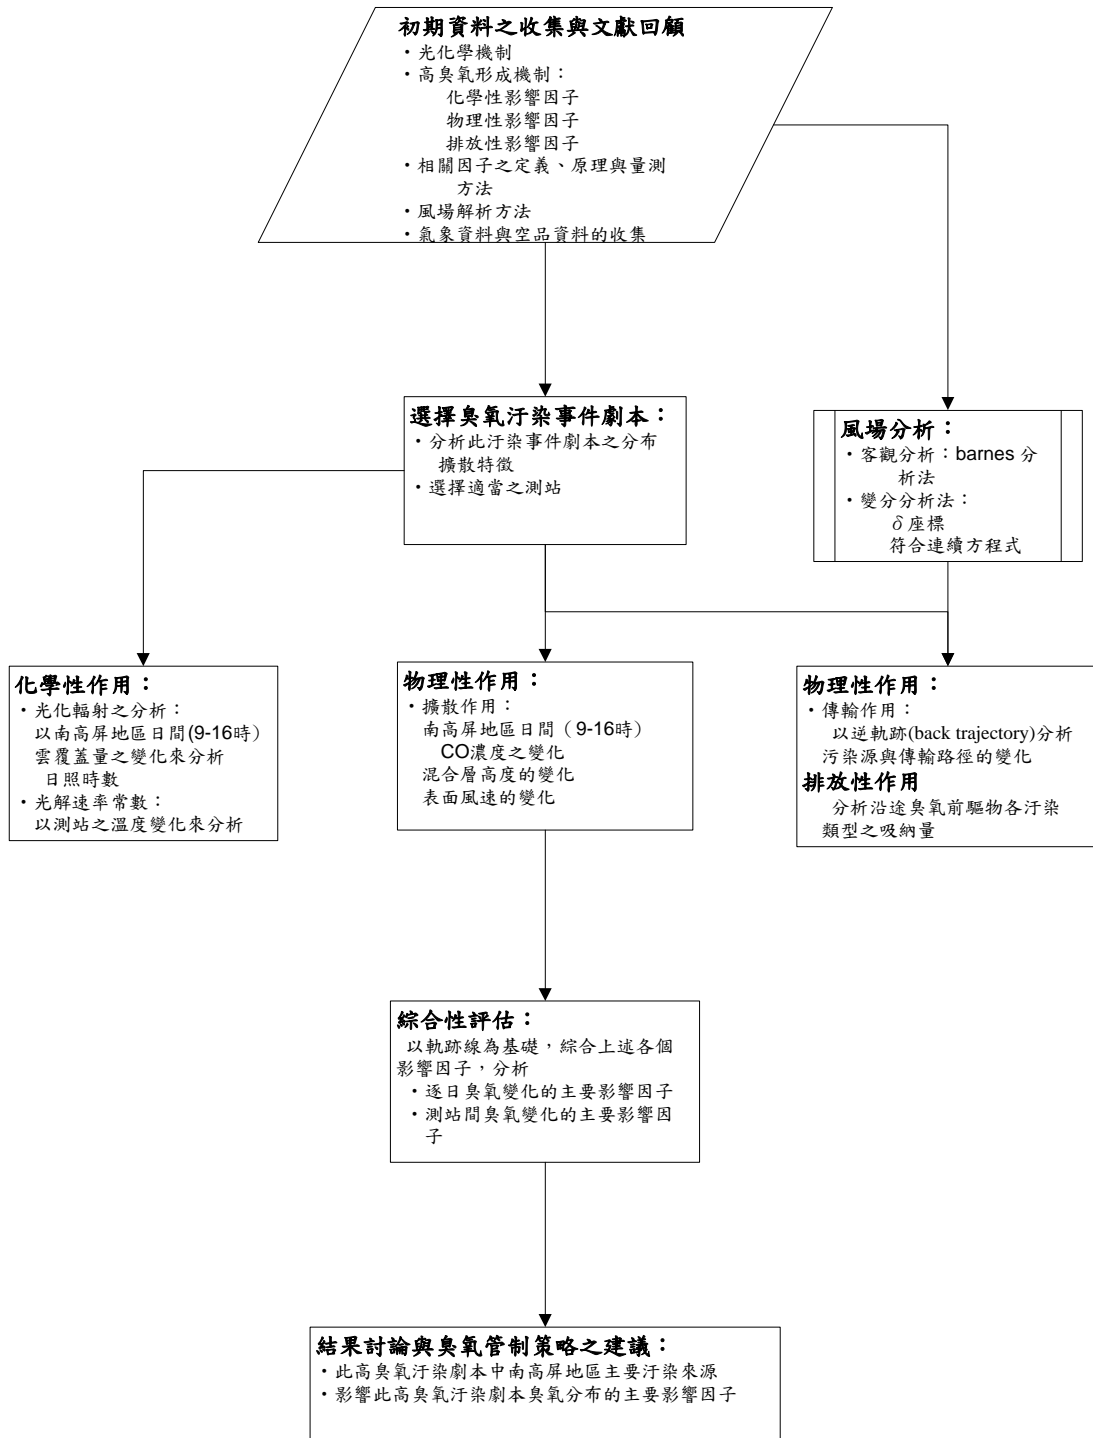 初期資料之收集與文獻回顧
・光化學機制
・高臭氧形成機制：
化學性影響因子
物理性影響因子
排放性影響因子
・相關因子之定義、原理與量測
方法
・風場解析方法
・氣象資料與空品資料的收集
選擇臭氧汙染事件劇本：
・分析此汙染事件劇本之分布
擴散特徵
・選擇適當之測站
風場分析：
・客觀分析：barnes 分
析法
・變分分析法：
δ座標
符合連續方程式
化學性作用：
・光化輻射之分析：
以南高屏地區日間(9-16時)
雲覆蓋量之變化來分析
日照時數
・光解速率常數：
以測站之溫度變化來分析
物理性作用：
・擴散作用：
南高屏地區日間（9-16時）
CO濃度之變化
混合層高度的變化
表面風速的變化
物理性作用：
・傳輸作用：
以逆軌跡(back trajectory)分析
污染源與傳輸路徑的變化
排放性作用
分析沿途臭氧前驅物各汙染
類型之吸納量
綜合性評估：
以軌跡線為基礎，綜合上述各個
影響因子，分析
・逐日臭氧變化的主要影響因子
・測站間臭氧變化的主要影響因
子
結果討論與臭氧管制策略之建議：
・此高臭氧汙染劇本中南高屏地區主要汙染來源
・影響此高臭氧汙染劇本臭氧分布的主要影響因子